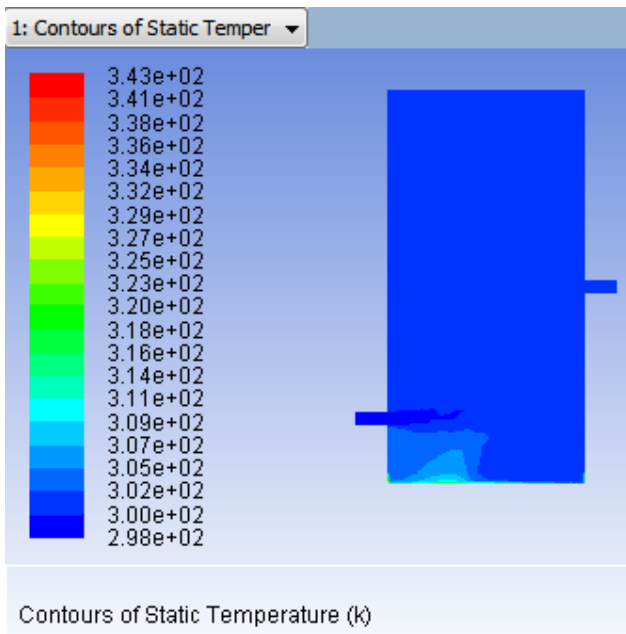 1: Contours of Static Temper
3.43e+02
3.41e+02
3.38e+02
3.36e+02
3.34e+02
3.32e+02
3.29e+02
3.27e+02
3.25e+02
3.23e+02
3.20e+02
3.18e+02
3.16e+02
3.14e+02
3.11e+02
3.09e+02
3.07e+02
3.05e+02
3.02e+02
3.00e+02
2.98e+02
Contours of Static Temperature (k)